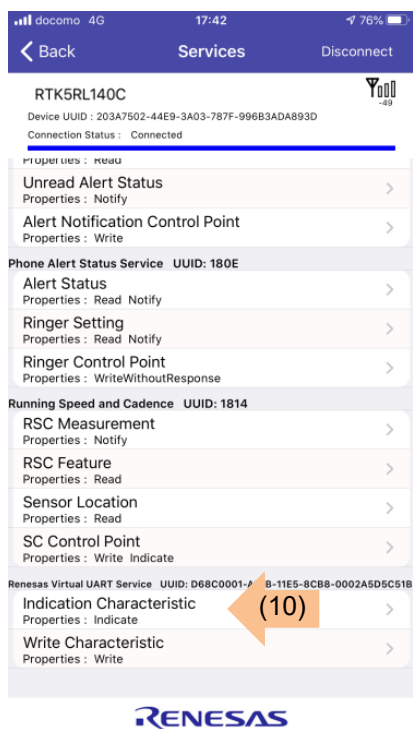 docomo 4G 17:42 76%
Back Services Disconnect
RTK5RL140C
-49
Device UUID : 203A7502-44E9-3A03-787F-996B3ADA893D
Connection Status : Connected
Properties : Read
Unread Alert Status
Properties : Notify
Alert Notification Control Point
Properties : Write
Phone Alert Status Service UUID: 180E
Alert Status
Properties : Read Notify
Ringer Setting
Properties : Read Notify
Ringer Control Point
Properties : WriteWithoutResponse
Running Speed and Cadence UUID: 1814
RSC Measurement
Properties : Notify
RSC Feature
Properties : Read
Sensor Location
Properties : Read
SC Control Point
Properties : Write Indicate
Renesas Virtual UART Service UUID: D68C0001-A B-11E5-8CB8-0002A5D5C51B
Indication Characteristic (10)
Properties : Indicate
Write Characteristic
Properties : Write
RENESAS